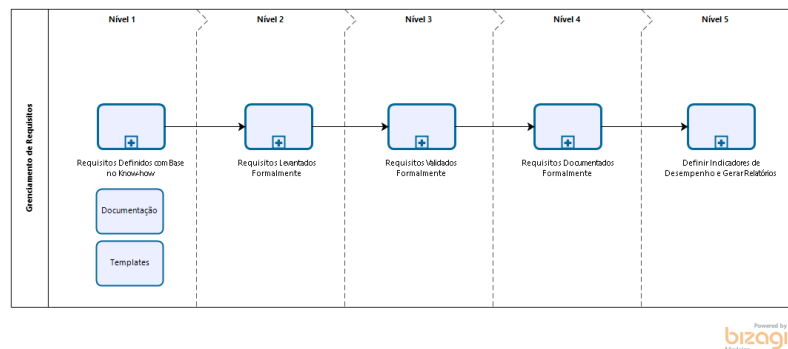 Nível 1
Nível 2
Nível 3
Nível 4
Nível 5
Grenciamento de Requisitos
Requisitos Definidos com Base
no Know-how
Requisitos Levantados
Formalmente
Requisitos Validados
Formalmente
Requisitos Documentados
Formalmente
Definir Indicadores de
Desempenho e Gerar Relatórios
Documentação
Templates
Powered by
bizagi
Modeler